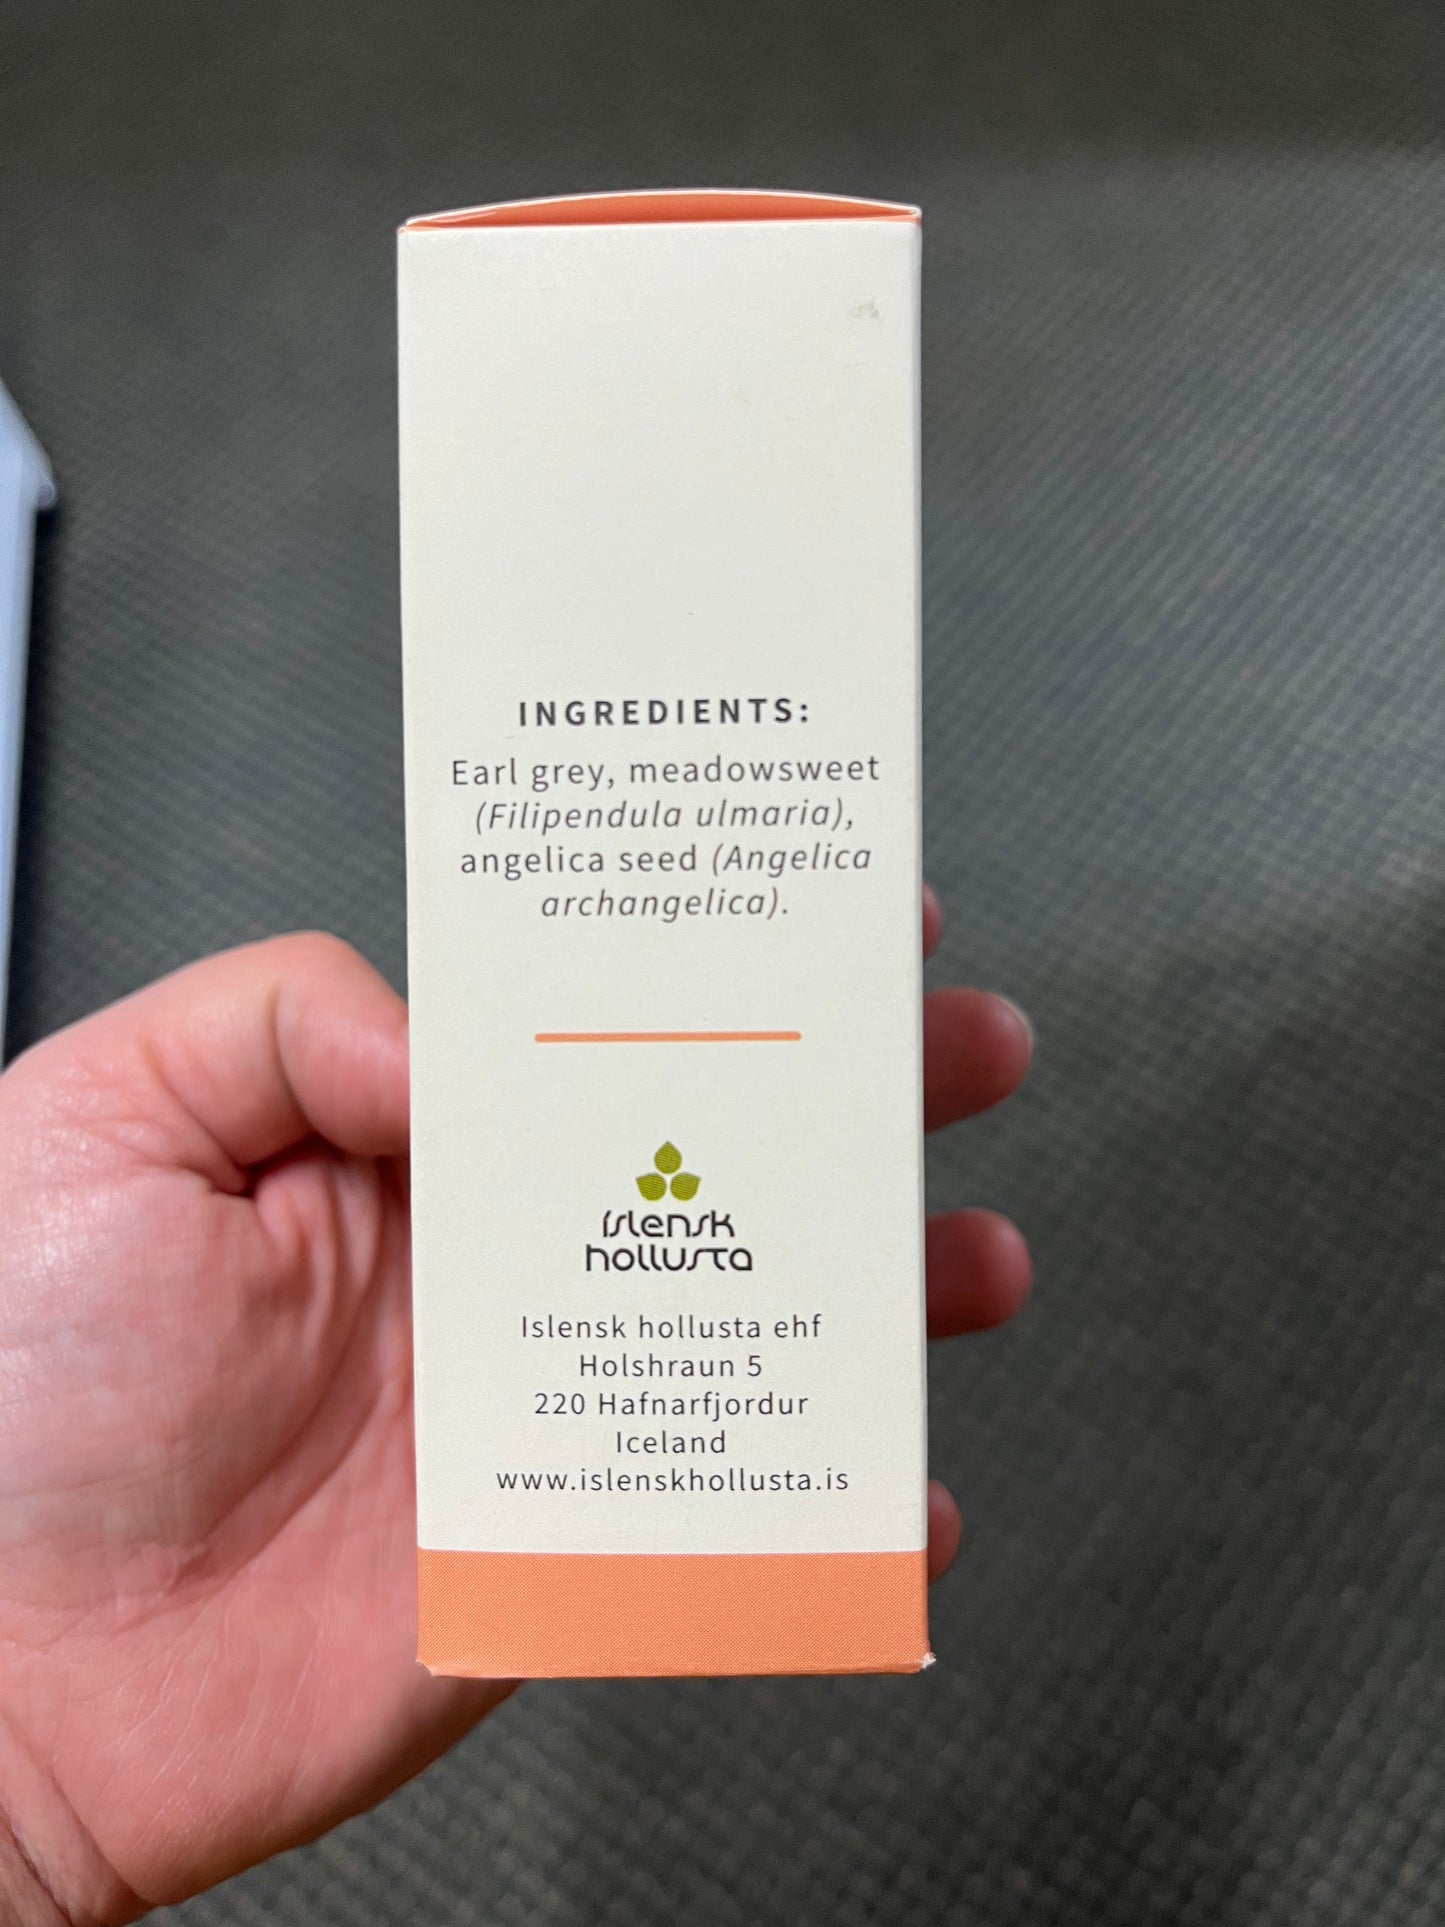 INGREDIENTS:
Earl grey, meadowsweet
(Filipendula ulmaria),
angelica seed (Angelica
archangelica).
íslensk
hollusta
Islensk hollusta ehf
Holshraun 5
220 Hafnarfjordur
Iceland
www.islenskhollusta.is